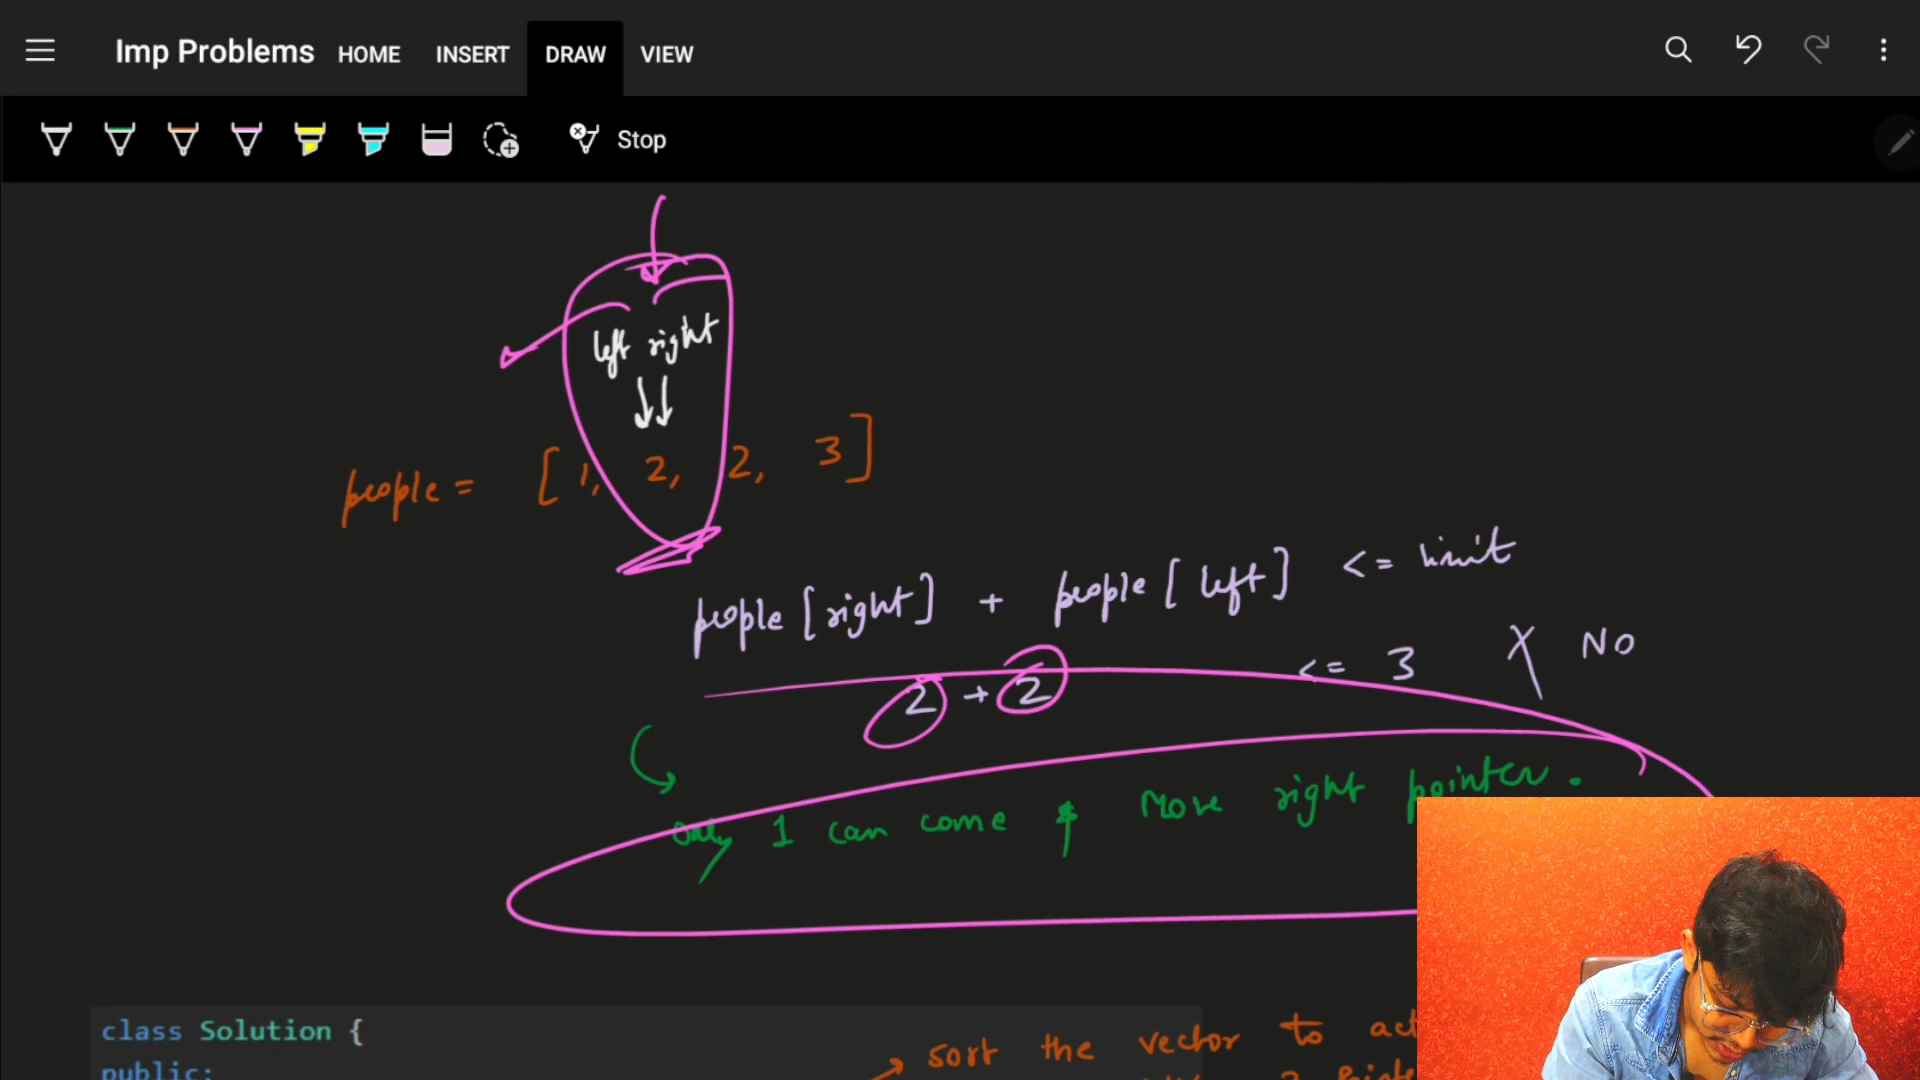 Imp Problems HOME INSERT DRAW VIEW
Stop
left right
people = [1, 2, 2, 3]
people [right] + people [left] <= limit
2 + 2 <= 3 X NO
only 1 can come & Move right pointer.
class Solution {
public:
sort the vector to